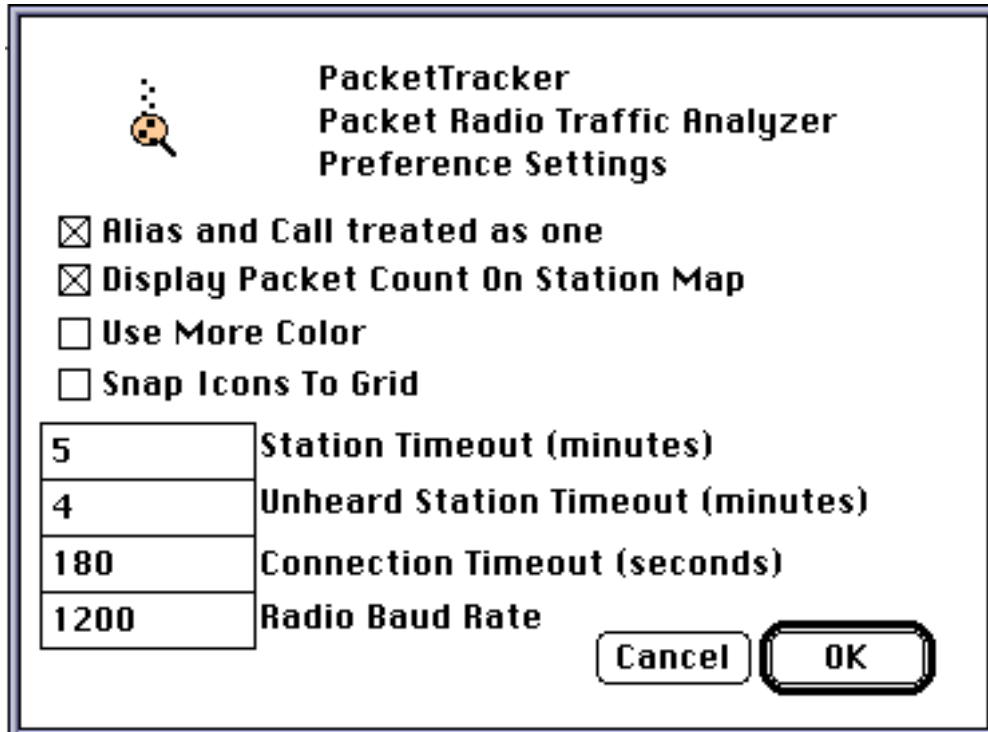 PacketTracker
Packet Radio Traffic Analyzer
Preference Settings
Alias and Call treated as one
Display Packet Count On Station Map
Use More Color
Snap Icons To Grid
5 Station Timeout (minutes)
4 Unheard Station Timeout (minutes)
180 Connection Timeout (seconds)
1200 Radio Baud Rate
Cancel OK